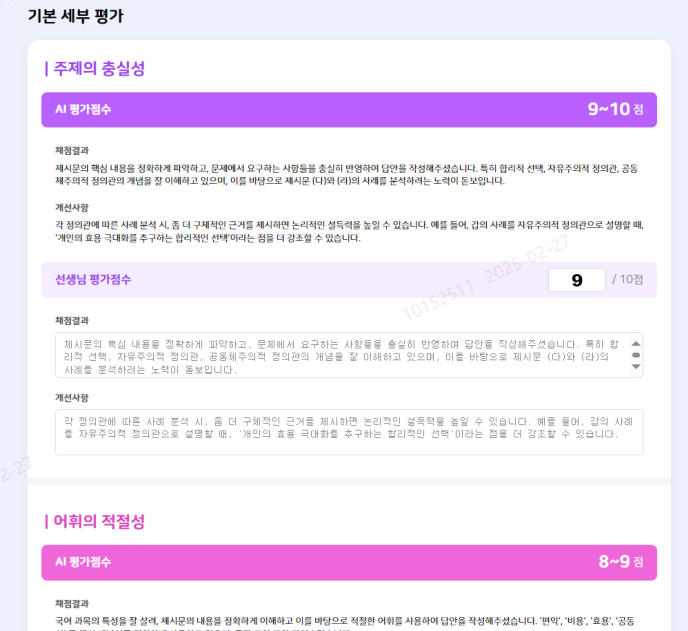 기본 세부 평가
주제의 충실성
AI 평가점수
9~10 점
채점결과
제시문의 핵심 내용을 정확하게 파악하고, 문제에서 요구하는 사항들을 충실히 반영하여 답안을 작성해주셨습니다. 특히 합리적 선택, 자유주의적 정의관, 공동
체주의적 정의관의 개념을 잘 이해하고 있으며, 이를 바탕으로 제시문 (다)와 (라)의 사례를 분석하려는 노력이 돋보입니다.
개선사항
각 정의관에 따른 사례 분석 시, 좀 더 구체적인 근거를 제시하면 논리적인 설득력을 높일 수 있습니다. 예를 들어, 갑의 사례를 자유주의적 정의관으로 설명할 때,
'개인의 효용 극대화를 추구하는 합리적인 선택'이라는 점을 더 강조할 수 있습니다.
10152511 2025-02-27
선생님 평가점수
9 / 10점
채점결과
제시문의 핵심 내용을 정확하게 파악하고, 문제에서 요구하는 사항들을 충실히 반영하여 답안을 작성해주셨습니다. 특히 합
리적 선택, 자유주의적 정의관, 공동체주의적 정의관의 개념을 잘 이해하고 있으며, 이를 바탕으로 제시문 (다)와 (라)의
사례를 분석하려는 노력이 돋보입니다.
개선사항
각 정의관에 따른 사례 분석 시, 좀 더 구체적인 근거를 제시하면 논리적인 설득력을 높일 수 있습니다. 예를 들어, 갑의 사례
를 자유주의적 정의관으로 설명할 때, '개인의 효용 극대화를 추구하는 합리적인 선택'이라는 점을 더 강조할 수 있습니다.
2-27
어휘의 적절성
AI 평가점수
8~9 점
채점결과
국어 과목의 특성을 잘 살려, 제시문의 내용을 정확하게 이해하고 이를 바탕으로 적절한 어휘를 사용하여 답안을 작성해주셨습니다. '편익', '비용', '효용', '공동